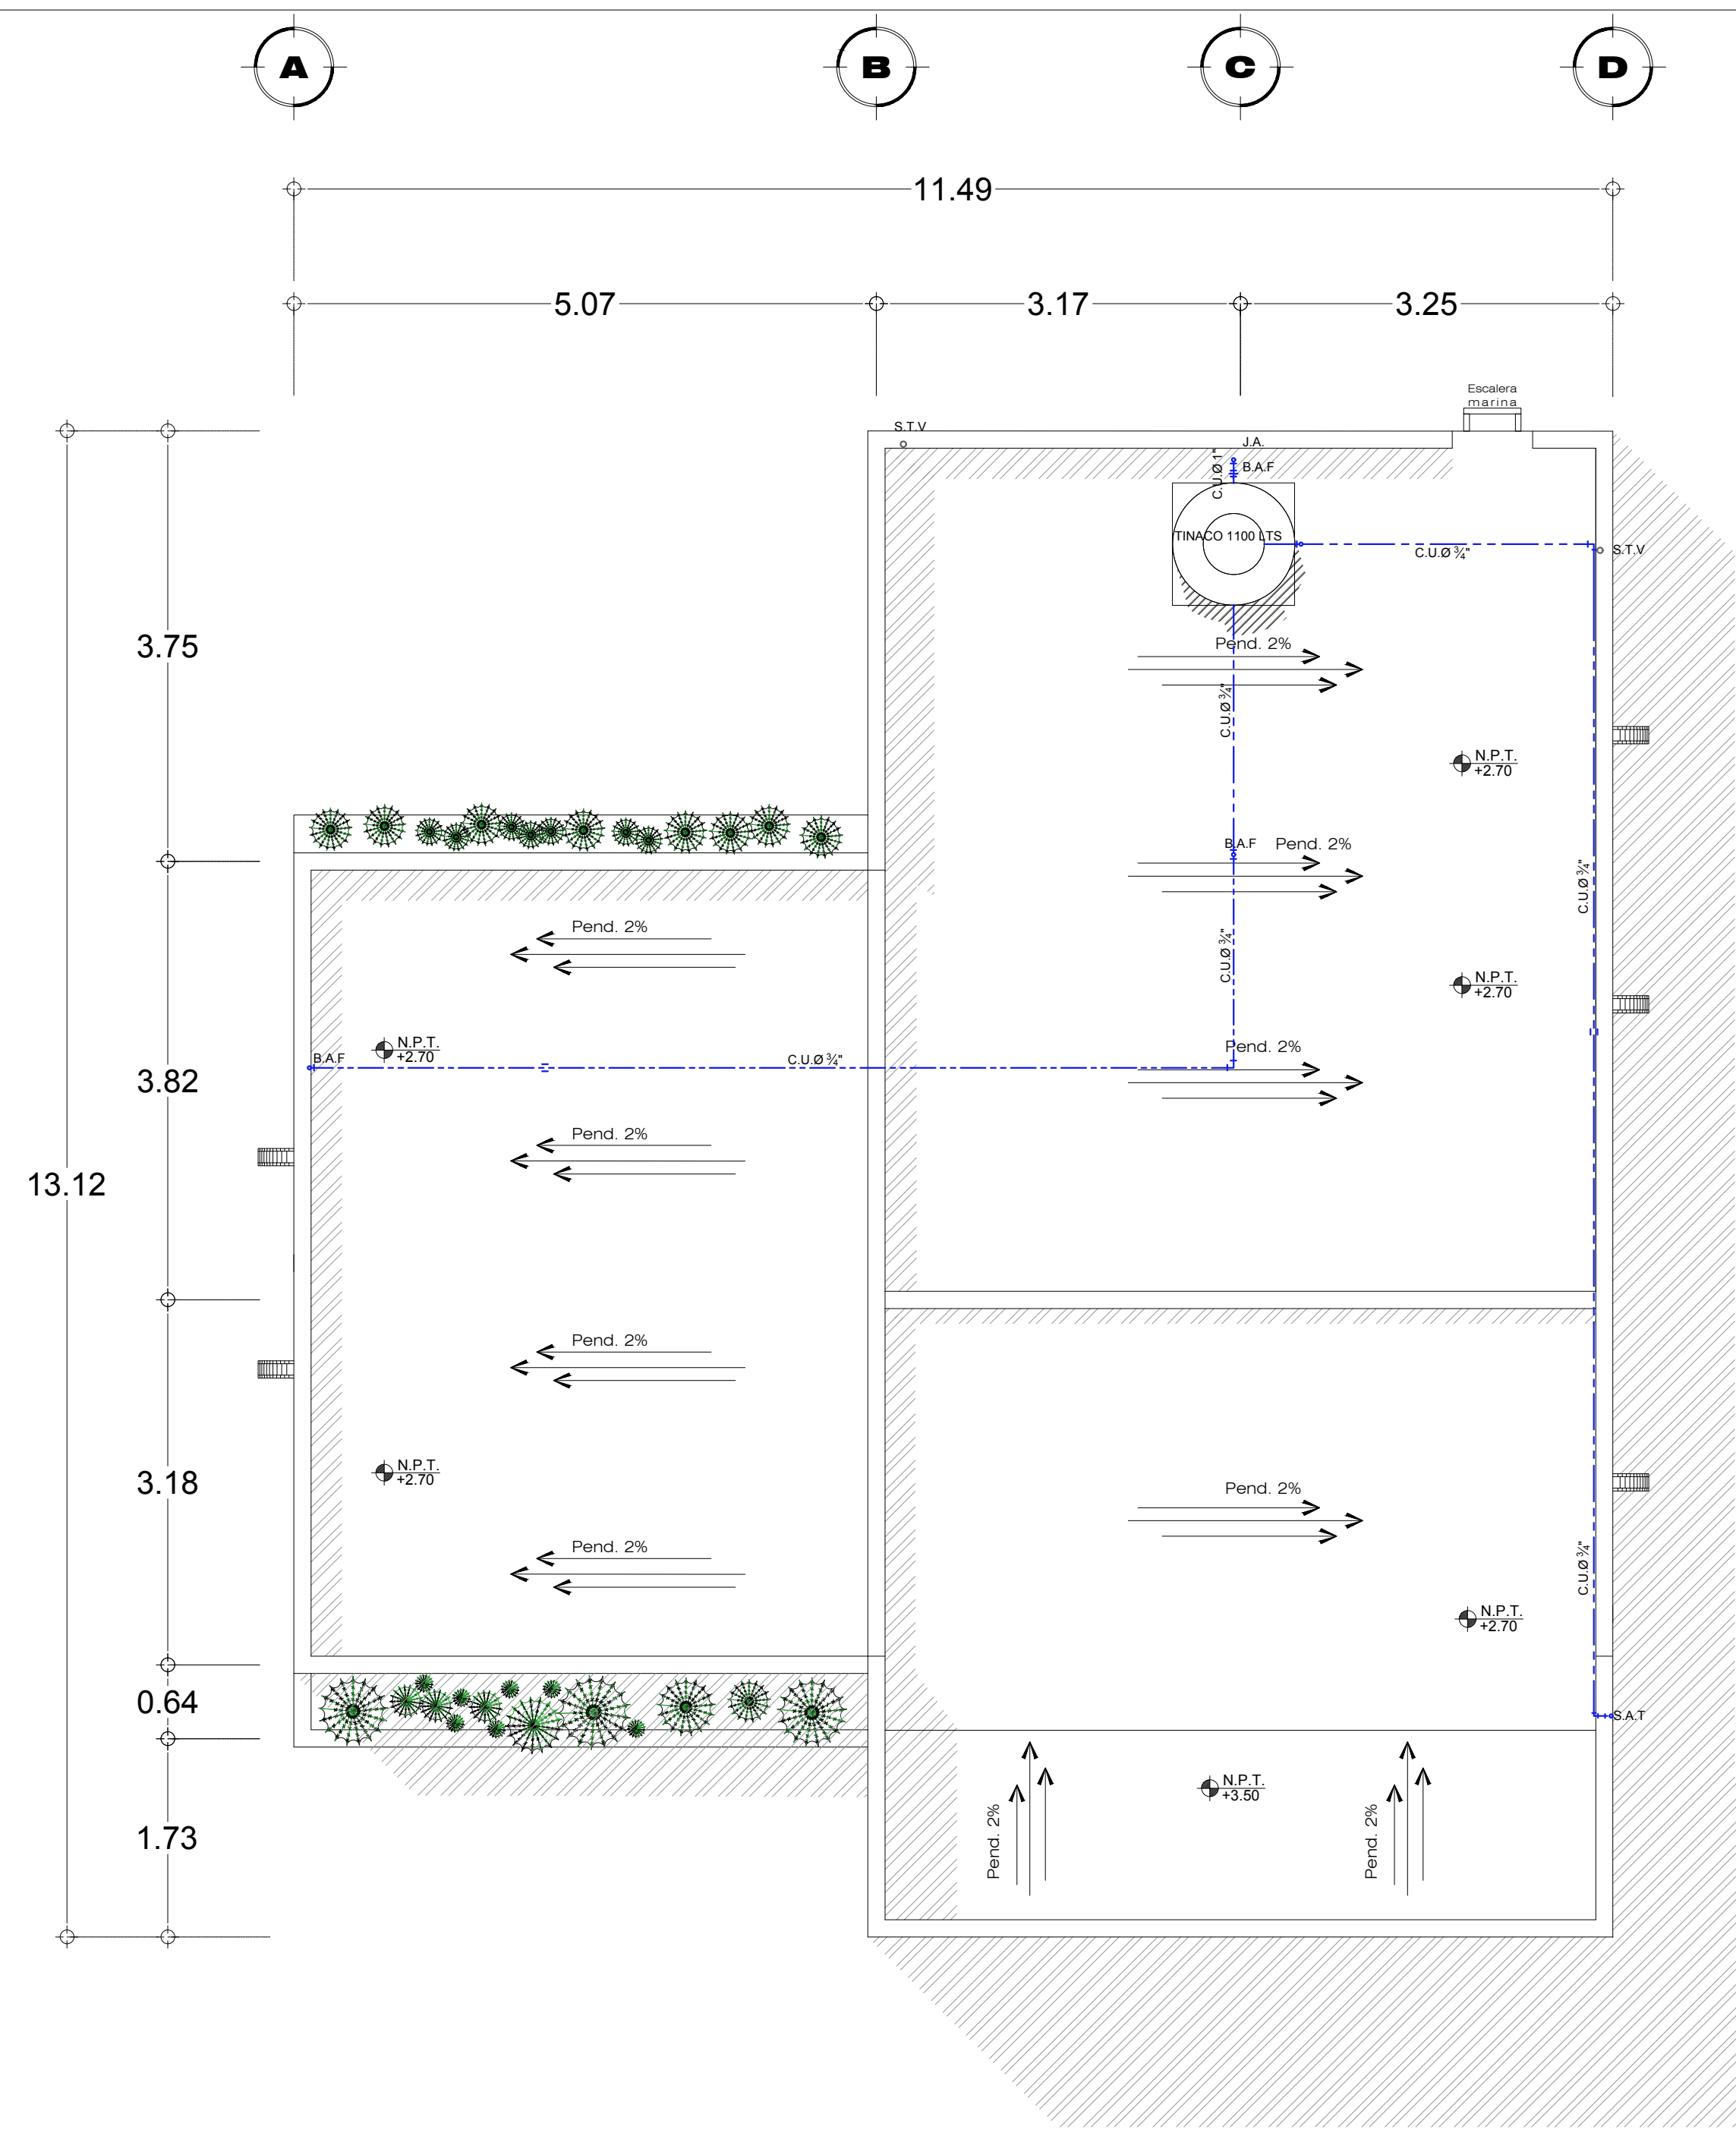 A B C D
11.49
5.07 3.17 3.25
Escalera
marina
S.T.V
J.A.
C.U.Ø 1"
B.A.F
TINACO 1100 LTS
C.U.Ø ¾"
S.T.V
3.75
Pend. 2%
C.U.Ø ¾"
N.P.T.
+2.70
B.A.F
Pend. 2%
C.U.Ø ¾"
Pend. 2%
C.U.Ø ¾"
N.P.T.
+2.70
N.P.T.
+2.70
B.A.F
C.U.Ø ¾"
Pend. 2%
3.82
Pend. 2%
13.12
Pend. 2%
3.18
N.P.T.
+2.70
Pend. 2%
Pend. 2%
C.U.Ø ¾"
N.P.T.
+2.70
0.64
S.A.T
N.P.T.
+3.50
1.73
Pend. 2%
Pend. 2%